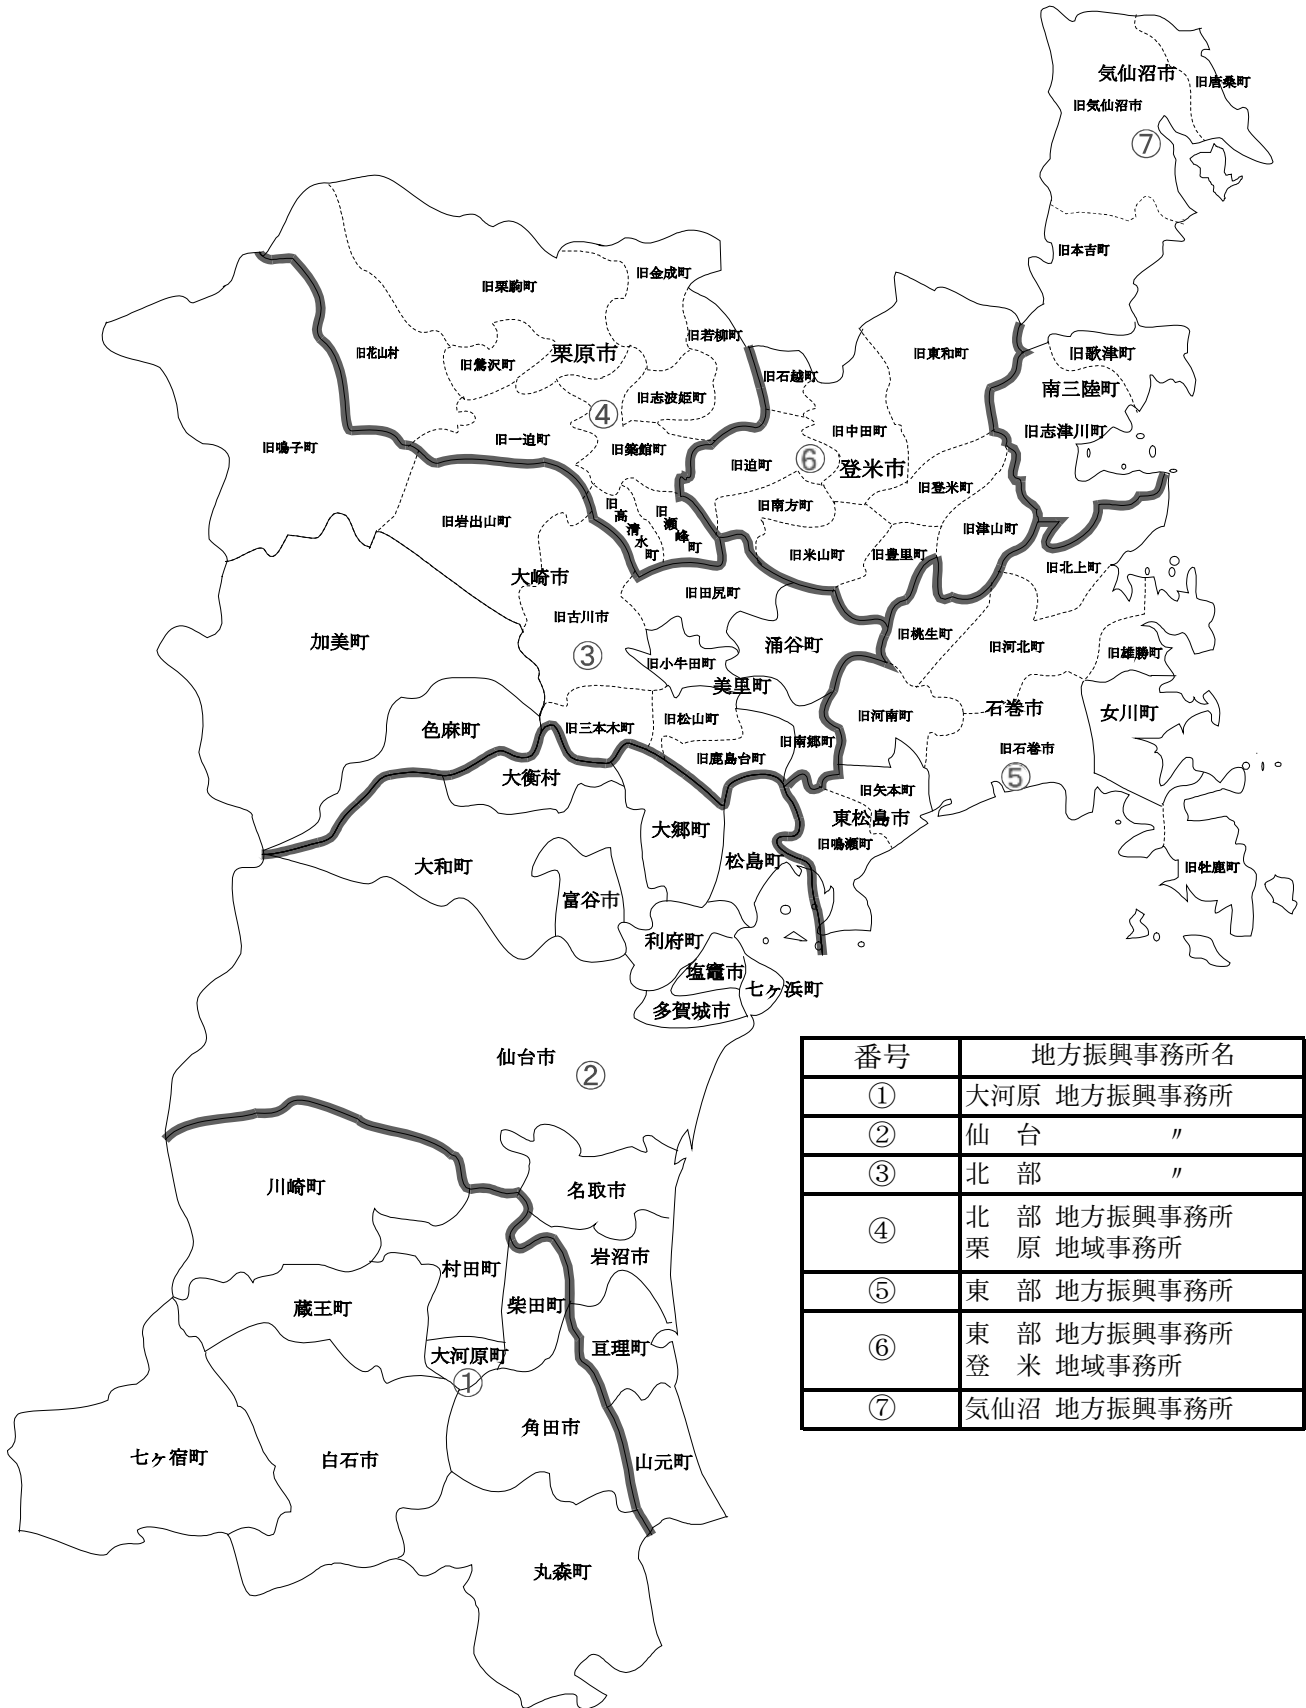 気仙沼市
旧唐桑町
旧気仙沼市
⑦
旧本吉町
旧金成町
旧栗駒町
旧若柳町
旧花山村
旧鶯沢町
栗原市
旧石越町
旧東和町
旧歌津町
南三陸町
旧志波姫町
④
旧志津川町
旧中田町
旧鳴子町
旧一迫町
旧築館町
旧迫町
⑥
登米市
旧登米町
旧岩出山町
旧高清水町
旧瀬峰町
旧南方町
旧津山町
旧米山町
旧豊里町
旧北上町
大崎市
旧田尻町
旧古川市
加美町
③
旧小牛田町
涌谷町
旧桃生町
旧河北町
旧雄勝町
美里町
石巻市
女川町
色麻町
旧三本木町
旧松山町
旧河南町
旧南郷町
旧鹿島台町
旧石巻市
⑤
大衡村
旧矢本町
東松島市
大郷町
旧鳴瀬町
大和町
松島町
旧牡鹿町
富谷市
利府町
塩竈市
七ヶ浜町
多賀城市
仙台市
②
川崎町
名取市
村田町
岩沼市
蔵王町
柴田町
大河原町
亘理町
①
七ヶ宿町
白石市
角田市
山元町
丸森町
番号 地方振興事務所名
① 大河原 地方振興事務所
② 仙 台 〃
③ 北 部 〃
④ 北 部 地方振興事務所
栗 原 地域事務所
⑤ 東 部 地方振興事務所
⑥ 東 部 地方振興事務所
登 米 地域事務所
⑦ 気仙沼 地方振興事務所